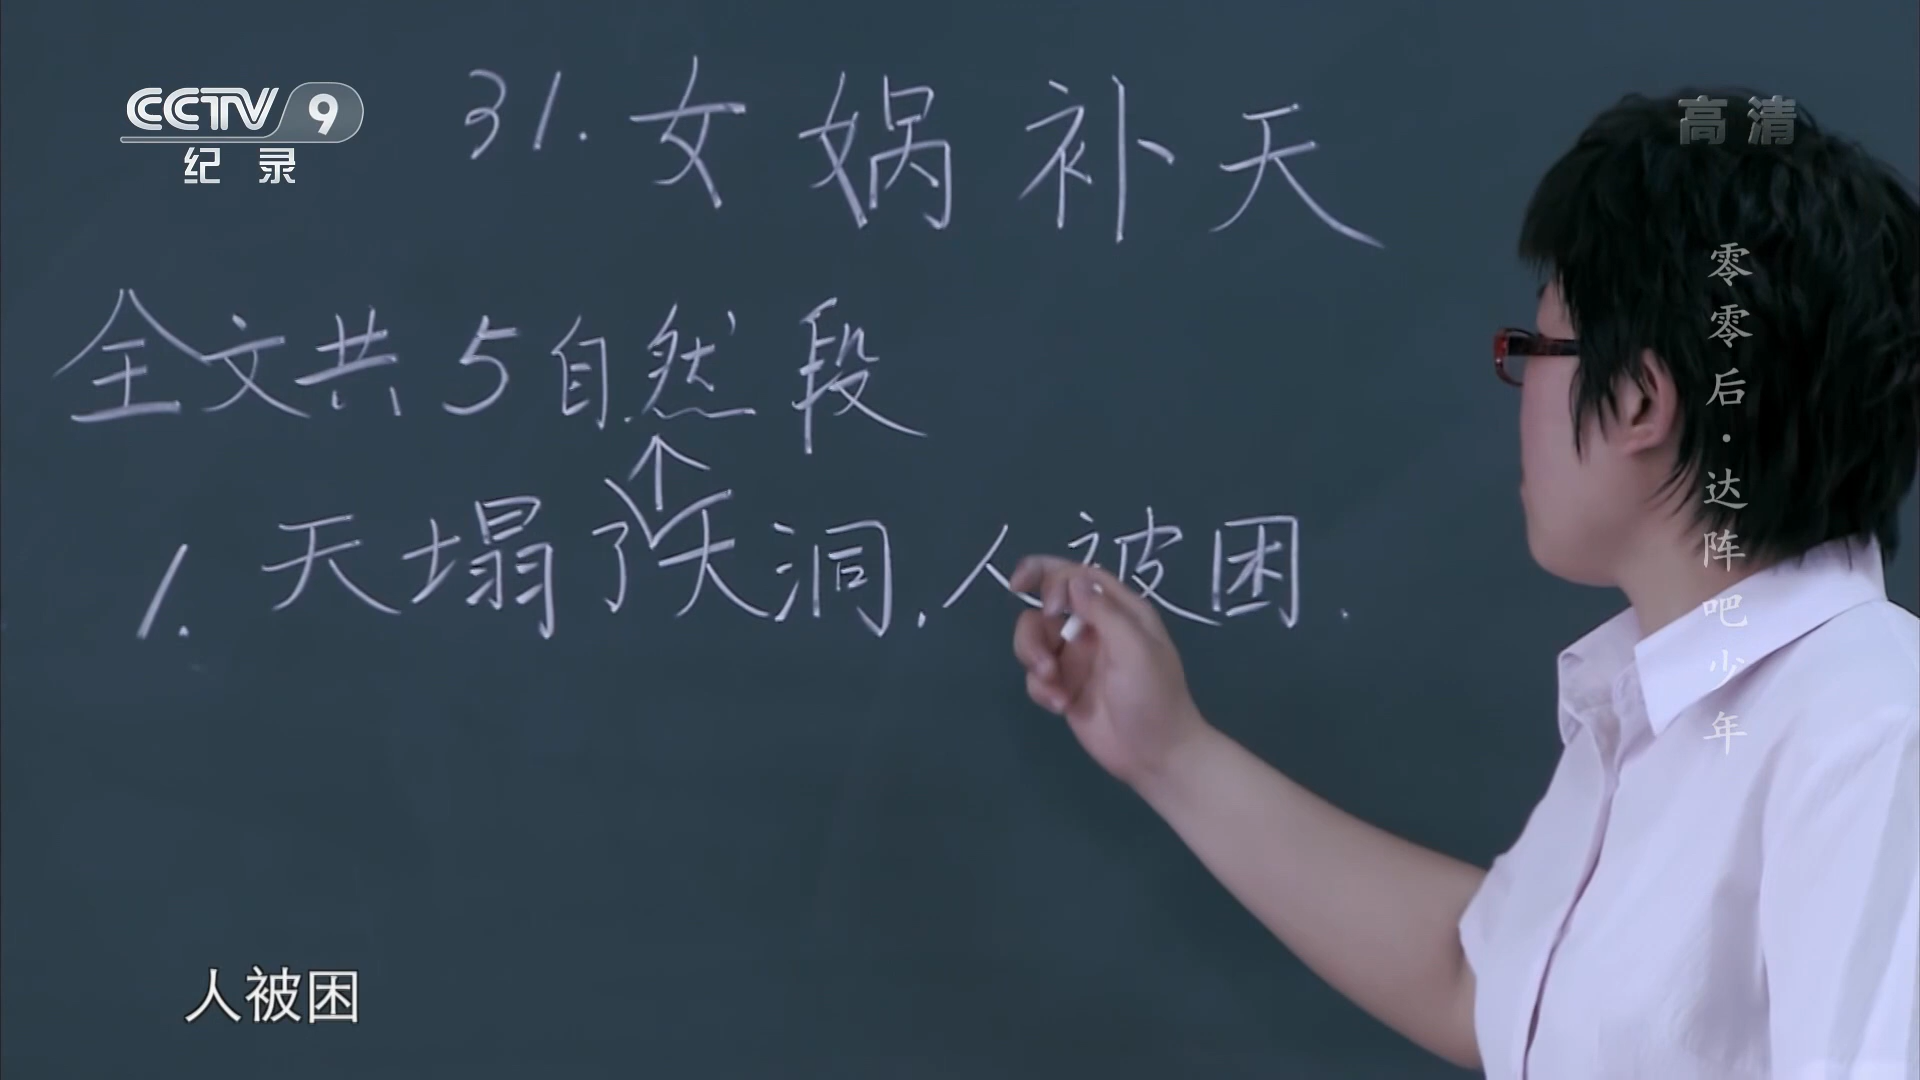 CCTV 9
纪录
高清
31.女娲补天
全文共5自然段
1.天塌了大洞,人被困.
零零后·达阵吧少年
人被困